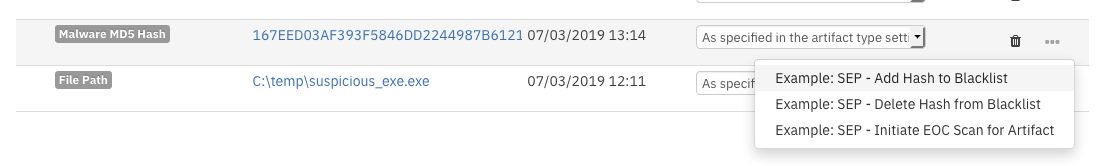 Malware MD5 Hash 167EED03AF393F5846DD2244987B6121 07/03/2019 13:14 As specified in the artifact type setti
File Path C:\temp\suspicious_exe.exe 07/03/2019 12:11 As specif
Example: SEP - Add Hash to Blacklist
Example: SEP - Delete Hash from Blacklist
Example: SEP - Initiate EOC Scan for Artifact